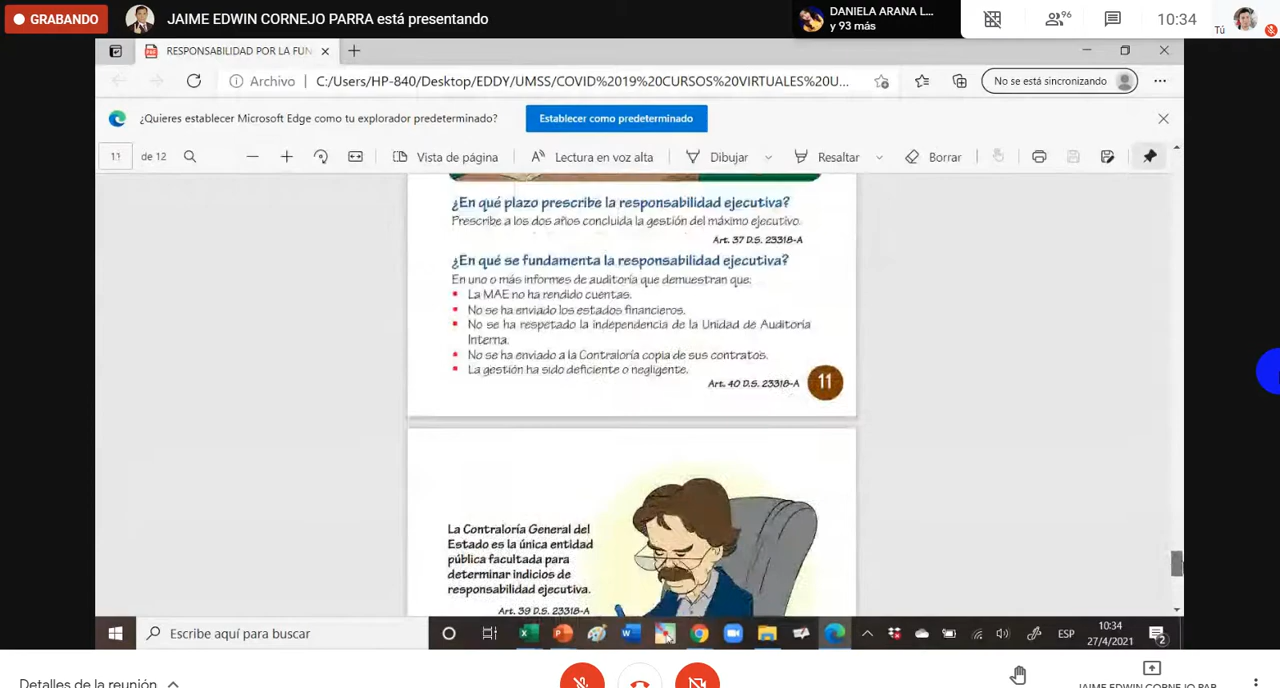 GRABANDO
JAIME EDWIN CORNEJO PARRA está presentando
DANIELA ARANA L...
y 93 más
96
10:34
Tú
RESPONSABILIDAD POR LA FUN
Archivo
C:/Users/HP-840/Desktop/EDDY/UMSS/COVID%2019%20CURSOS%20VIRTUALES%20U...
No se está sincronizando
¿Quieres establecer Microsoft Edge como tu explorador predeterminado?
Establecer como predeterminado
11 de 12
Vista de página
Lectura en voz alta
Dibujar
Resaltar
Borrar
¿En qué plazo prescribe la responsabilidad ejecutiva?
Prescribe a los dos años concluida la gestión del máximo ejecutivo.
Art. 37 D.S. 23318-A
¿En qué se fundamenta la responsabilidad ejecutiva?
En uno o más informes de auditoría que demuestran que:
La MAE no ha rendido cuentas.
No se ha enviado los estados financieros.
No se ha respetado la independencia de la Unidad de Auditoría
Interna.
No se ha enviado a la Contraloría copia de sus contratos.
La gestión ha sido deficiente o negligente.
Art. 40 D.S. 23318-A
11
La Contraloría General del
Estado es la única entidad
pública facultada para
determinar indicios de
responsabilidad ejecutiva.
Art. 39 D.S. 23318-A
Escribe aquí para buscar
ESP
10:34
27/4/2021
2
Detalles de la reunión
JAIME EDWIN CORNEJO PAR